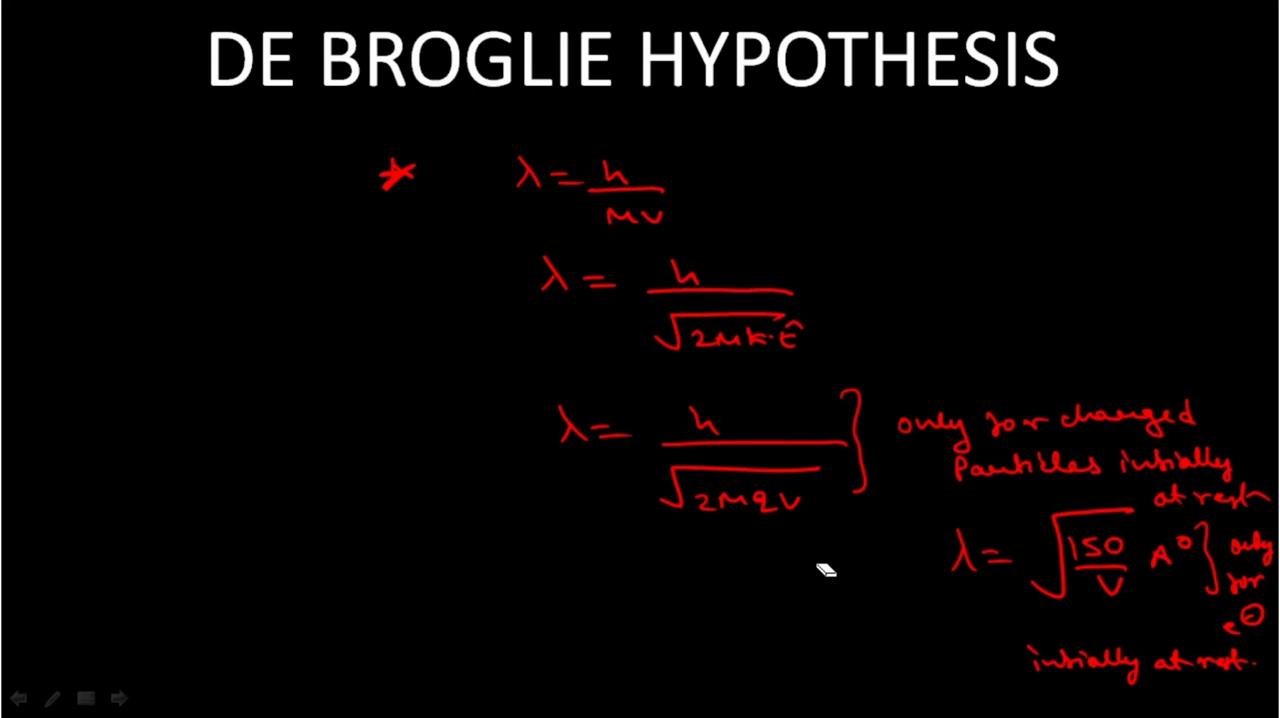 DE BROGLIE HYPOTHESIS
λ = h / MV
λ = h / √2MK.E
λ = h / √2MqV } only for charged
Particles initially
at rest
λ = √150/V A° } only
for
e⊖
initially at rest.